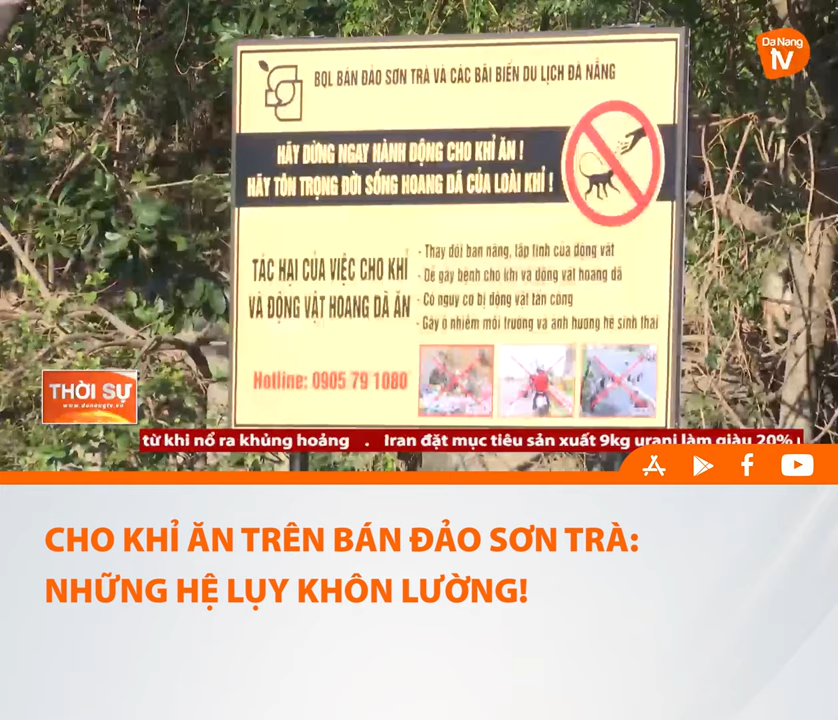 Da Nang
TV
BQL BÁN ĐẢO SƠN TRÀ VÀ CÁC BÃI BIỂN DU LỊCH ĐÀ NẴNG
HÃY DỪNG NGAY HÀNH ĐỘNG CHO KHỈ ĂN !
HÃY TÔN TRỌNG ĐỜI SỐNG HOANG DÃ CỦA LOÀI KHỈ !
TÁC HẠI CỦA VIỆC CHO KHỈ
VÀ ĐỘNG VẬT HOANG DÃ ĂN
- Thay đổi bản năng, tập tính của động vật
- Dễ gây bệnh cho khỉ và động vật hoang dã
- Có nguy cơ bị động vật tấn công
- Gây ô nhiễm môi trường và ảnh hưởng hệ sinh thái
Hotline: 0905 79 1080
THỜI SỰ
www.danangtv.vn
từ khi nổ ra khủng hoảng . Iran đặt mục tiêu sản xuất 9kg urani làm giàu 20%
CHO KHỈ ĂN TRÊN BÁN ĐẢO SƠN TRÀ:
NHỮNG HỆ LỤY KHÔN LƯỜNG!